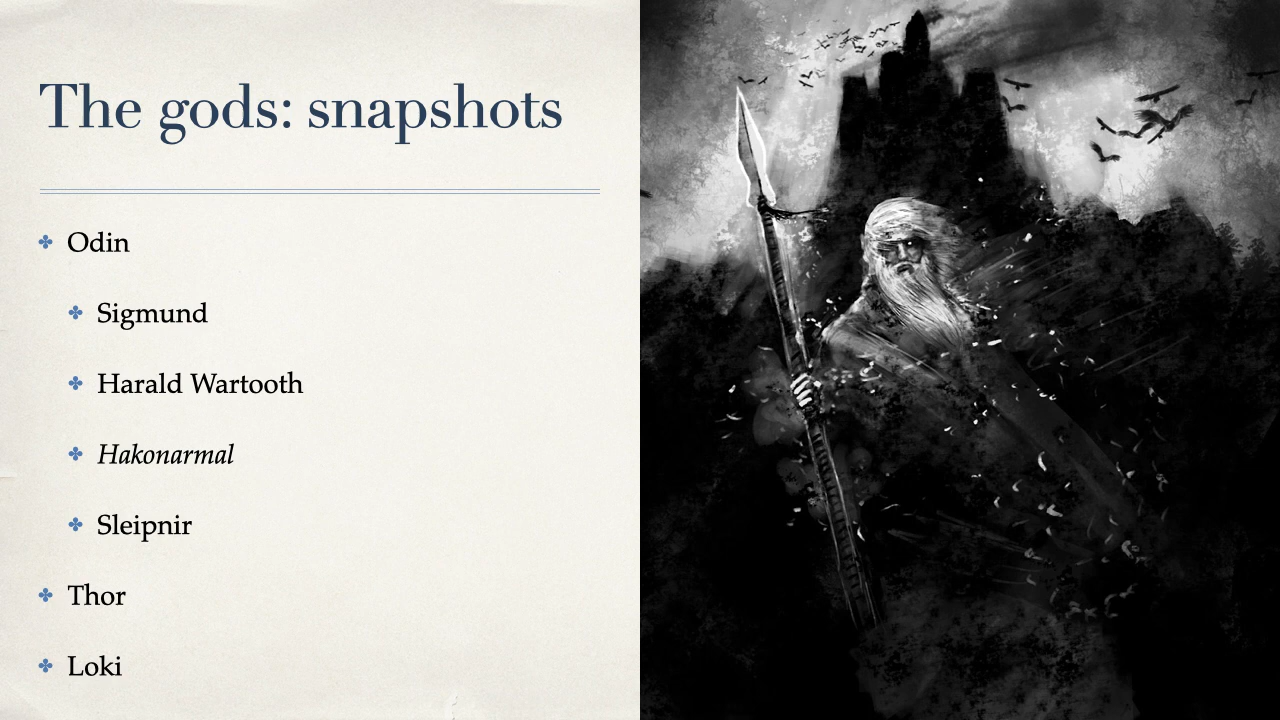 The gods: snapshots
Odin
Sigmund
Harald Wartooth
Hakonarmal
Sleipnir
Thor
Loki